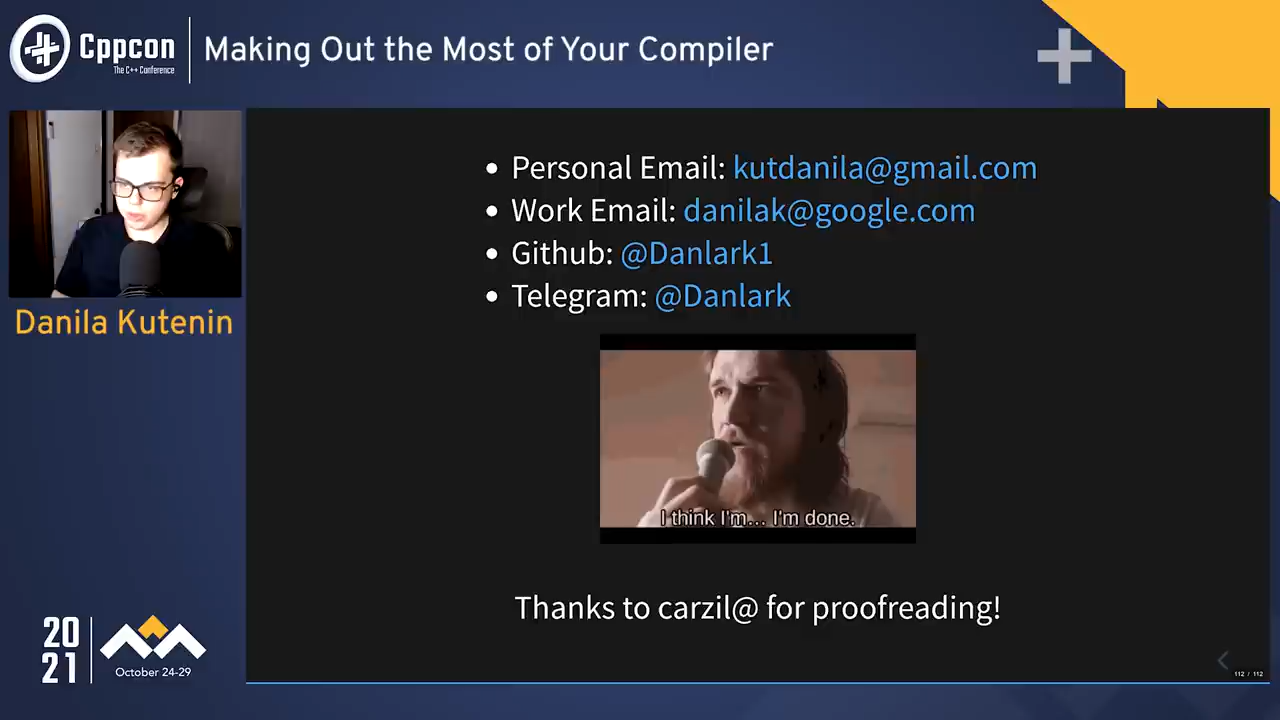 Cppcon
The C++ Conference
Making Out the Most of Your Compiler
Danila Kutenin
• Personal Email: kutdanila@gmail.com
• Work Email: danilak@google.com
• Github: @Danlark1
• Telegram: @Danlark
I think I'm... I'm done.
Thanks to carzil@ for proofreading!
20
21
October 24-29
112 / 112